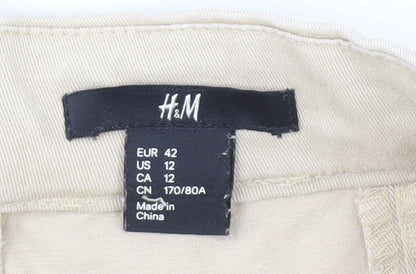 H&M
EUR 42
US 12
CA 12
CN 170/80A
Made in
China